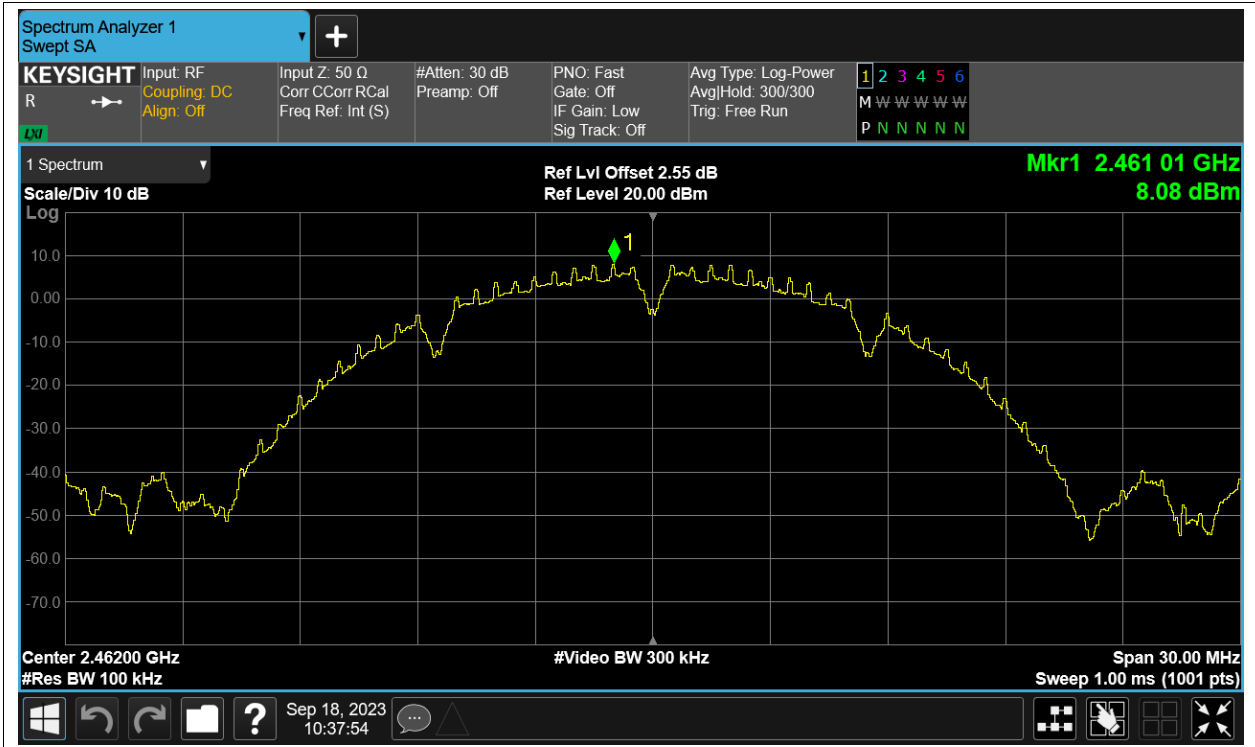 Spectrum Analyzer 1
Swept SA
KEYSIGHT
R
LXI
Input: RF
Coupling: DC
Align: Off
Input Z: 50 Ω
Corr CCorr RCal
Freq Ref: Int (S)
#Atten: 30 dB
Preamp: Off
PNO: Fast
Gate: Off
IF Gain: Low
Sig Track: Off
Avg Type: Log-Power
Avg|Hold: 300/300
Trig: Free Run
1 2 3 4 5 6
M W W W W W
P N N N N N
1 Spectrum
Scale/Div 10 dB
Log
Ref Lvl Offset 2.55 dB
Ref Level 20.00 dBm
Mkr1 2.461 01 GHz
8.08 dBm
1
10.0
0.00
-10.0
-20.0
-30.0
-40.0
-50.0
-60.0
-70.0
Center 2.46200 GHz
#Res BW 100 kHz
#Video BW 300 kHz
Span 30.00 MHz
Sweep 1.00 ms (1001 pts)
?
Sep 18, 2023
10:37:54